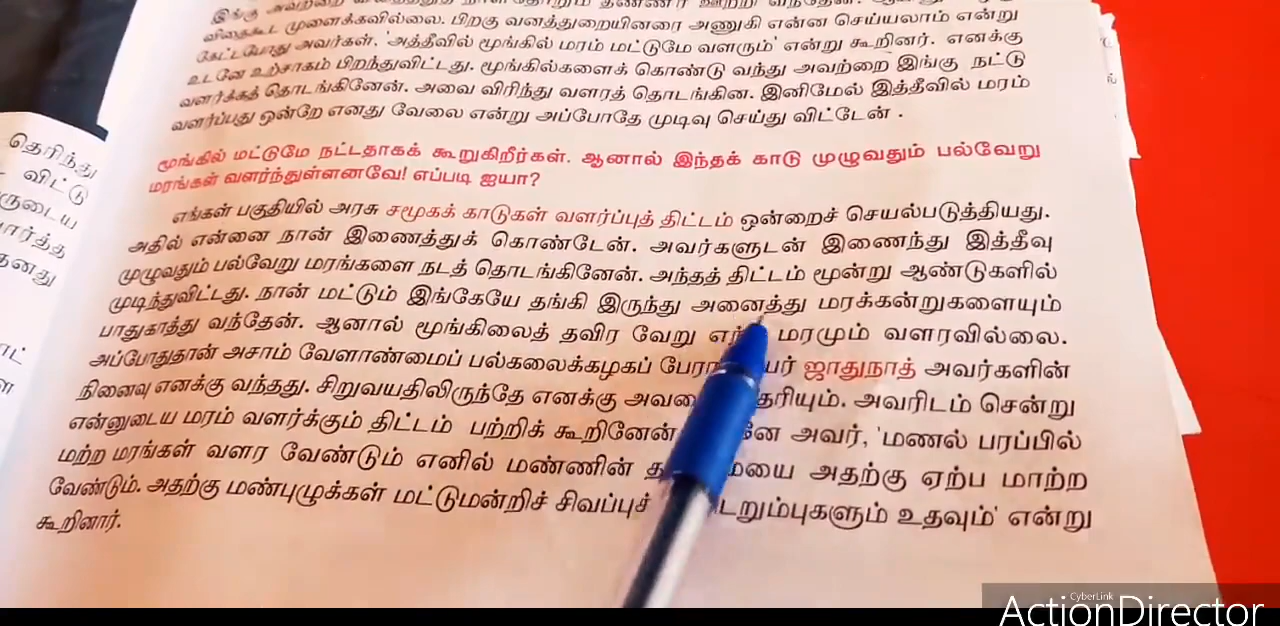 இங்கு அவற்றை
விதைகூட முளைக்கவில்லை. பிறகு வனத்துறையினரை அணுகி என்ன செய்யலாம் என்று
கேட்டபோது அவர்கள். 'அத்தீவில் மூங்கில் மரம் மட்டுமே வளரும்' என்று கூறினர். எனக்கு
உடனே உற்சாகம் பிறந்துவிட்டது. மூங்கில்களைக் கொண்டு வந்து அவற்றை இங்கு நட்டு
வளர்க்கத் தொடங்கினேன். அவை விரிந்து வளரத் தொடங்கின. இனிமேல் இத்தீவில் மரம்
வளர்ப்பது ஒன்றே எனது வேலை என்று அப்போதே முடிவு செய்து விட்டேன் .
மூங்கில் மட்டுமே நட்டதாகக் கூறுகிறீர்கள். ஆனால் இந்தக் காடு முழுவதும் பல்வேறு
மரங்கள் வளர்ந்துள்ளனவே! எப்படி ஐயா?
எங்கள் பகுதியில் அரசு சமூகக் காடுகள் வளர்ப்புத் திட்டம் ஒன்றைச் செயல்படுத்தியது.
அதில் என்னை நான் இணைத்துக் கொண்டேன். அவர்களுடன் இணைந்து இத்தீவு
முழுவதும் பல்வேறு மரங்களை நடத் தொடங்கினேன். அந்தத் திட்டம் மூன்று ஆண்டுகளில்
முடிந்துவிட்டது. நான் மட்டும் இங்கேயே தங்கி இருந்து அனைத்து மரக்கன்றுகளையும்
பாதுகாத்து வந்தேன். ஆனால் மூங்கிலைத் தவிர வேறு மரமும் வளரவில்லை.
அப்போதுதான் அசாம் வேளாண்மைப் பல்கலைக்கழகப் ஜாதுநாத் அவர்களின்
நினைவு எனக்கு வந்தது. சிறுவயதிலிருந்தே எனக்கு தெரியும். அவரிடம் சென்று
என்னுடைய மரம் வளர்க்கும் திட்டம் பற்றிக் கூறினேன் அவர், 'மணல் பரப்பில்
மற்ற மரங்கள் வளர வேண்டும் எனில் மண்ணின் அதற்கு ஏற்ப மாற்ற
வேண்டும். அதற்கு மண்புழுக்கள் மட்டுமன்றிச் சிவப்புக் உதவும்' என்று
கூறினார்.
தெரிந்து
விட்டு
CyberLink
ActionDirector